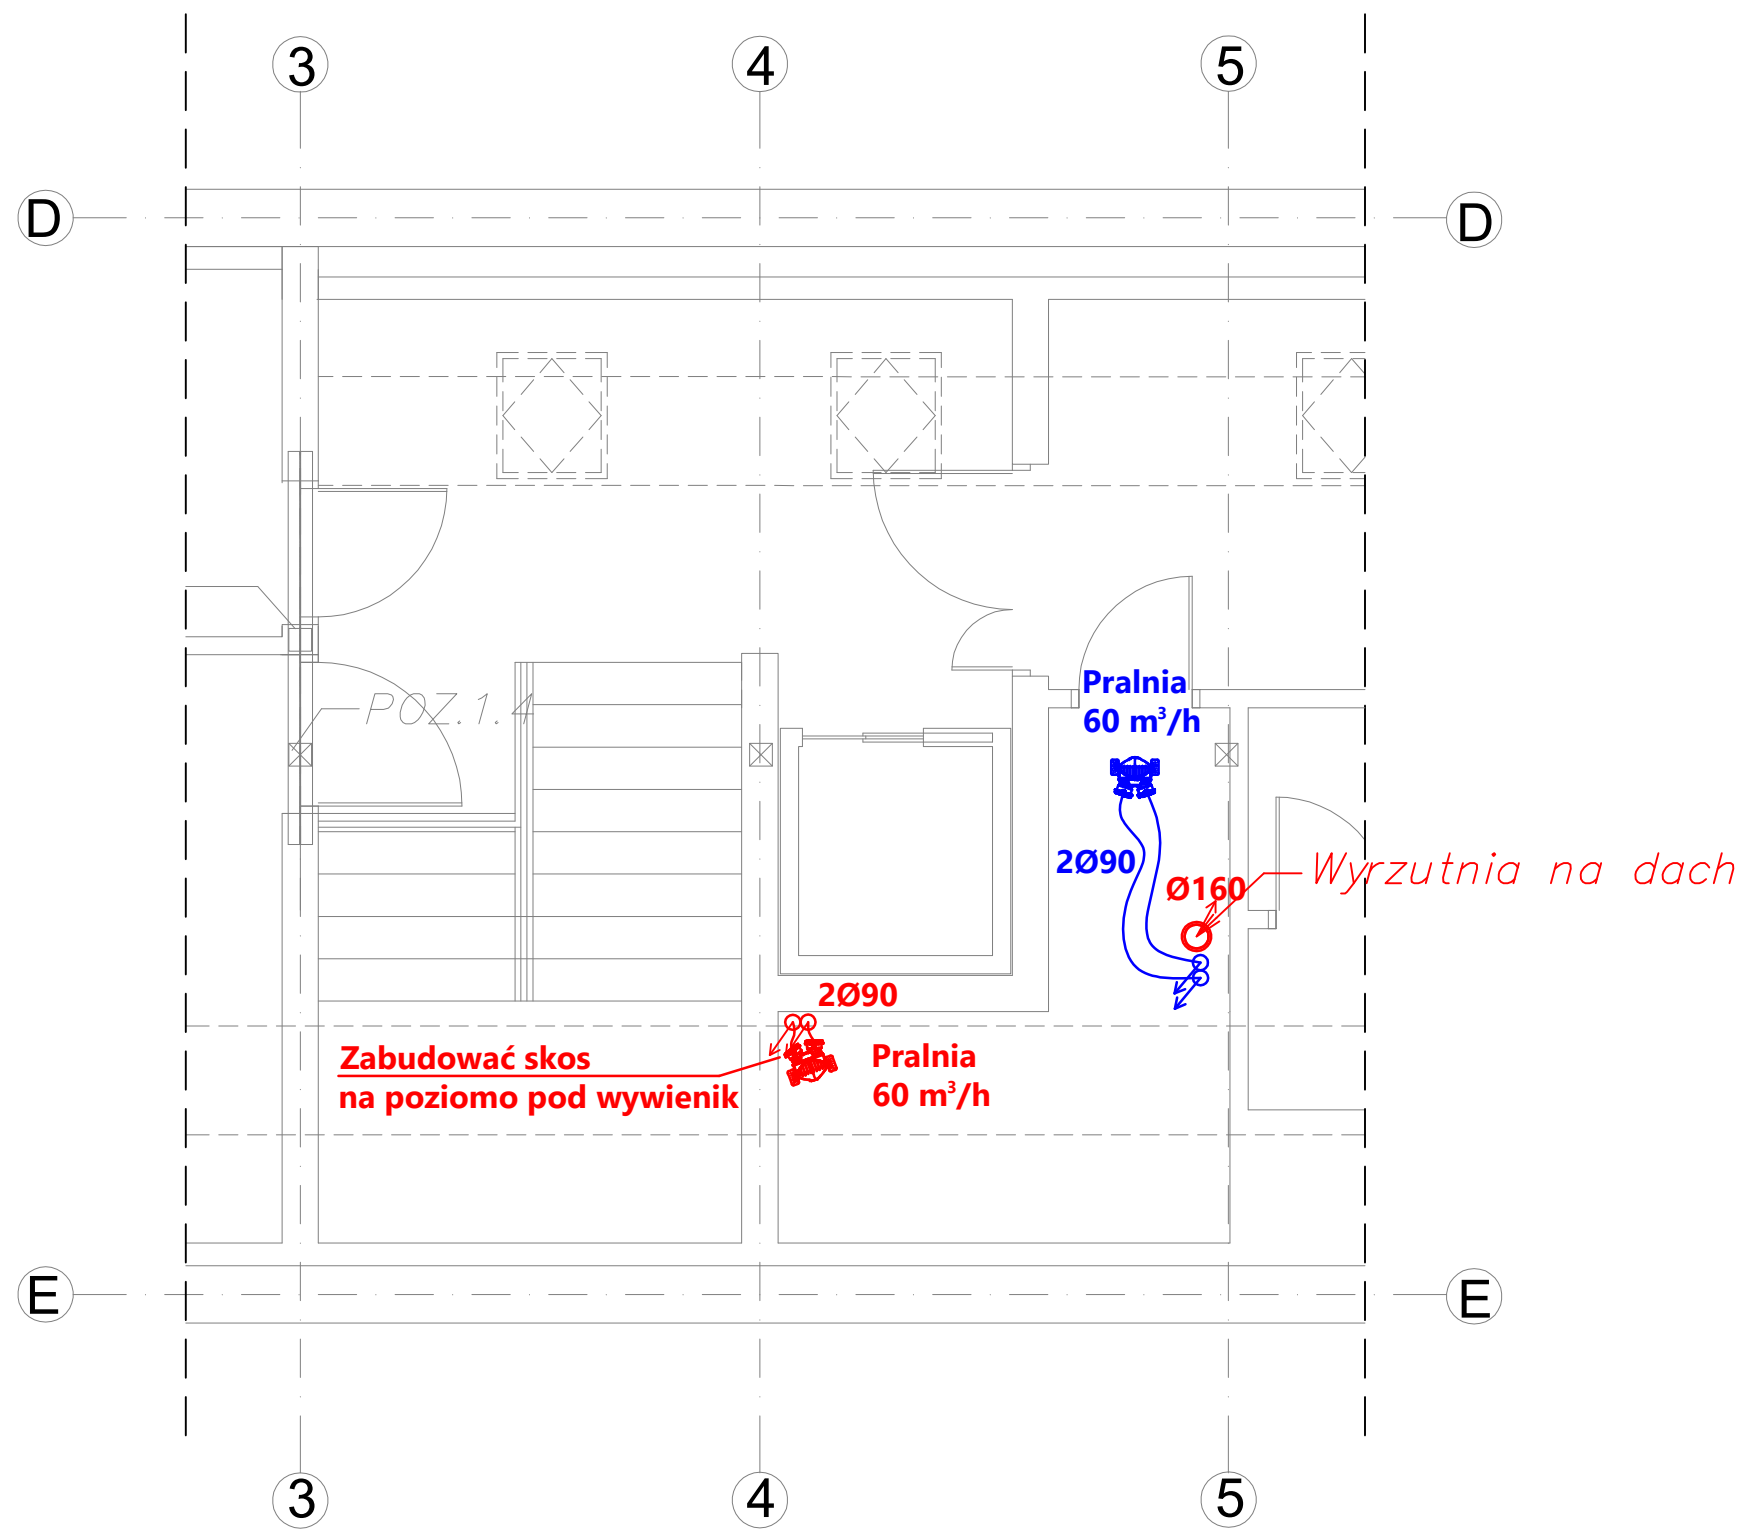 3
4
5
D
D
POZ.1.4
Pralnia
60 m³/h
2Ø90
Ø160
Wyrzutnia na dach
2Ø90
Zabudować skos
na poziomo pod wywienik
Pralnia
60 m³/h
E
E
3
4
5